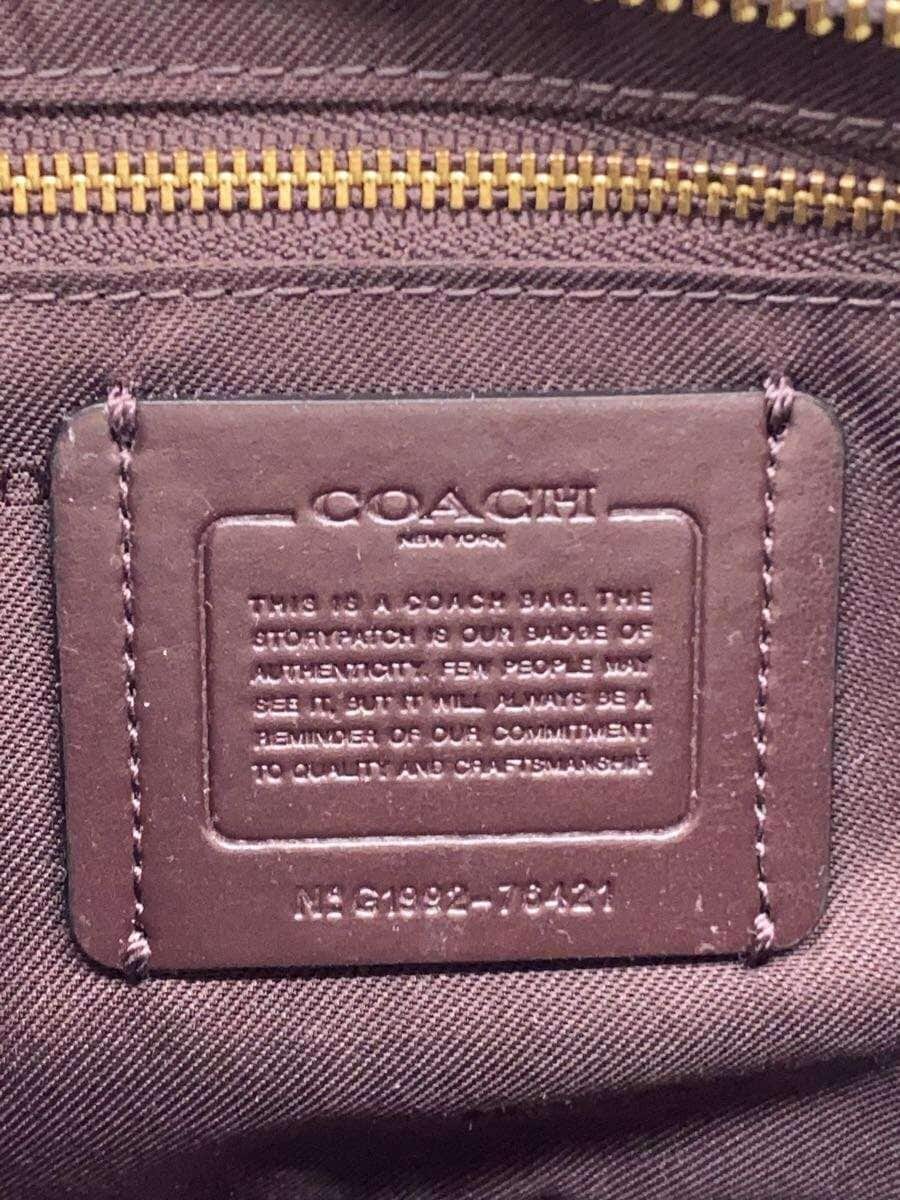 COACH
NEW YORK
THIS IS A COACH BAG. THE
STORYPATCH IS OUR BADGE OF
AUTHENTICITY. FEW PEOPLE MAY
SEE IT, BUT IT WILL ALWAYS BE A
REMINDER OF OUR COMMITMENT
TO QUALITY AND CRAFTSMANSHIP.
Nº G1992-76421